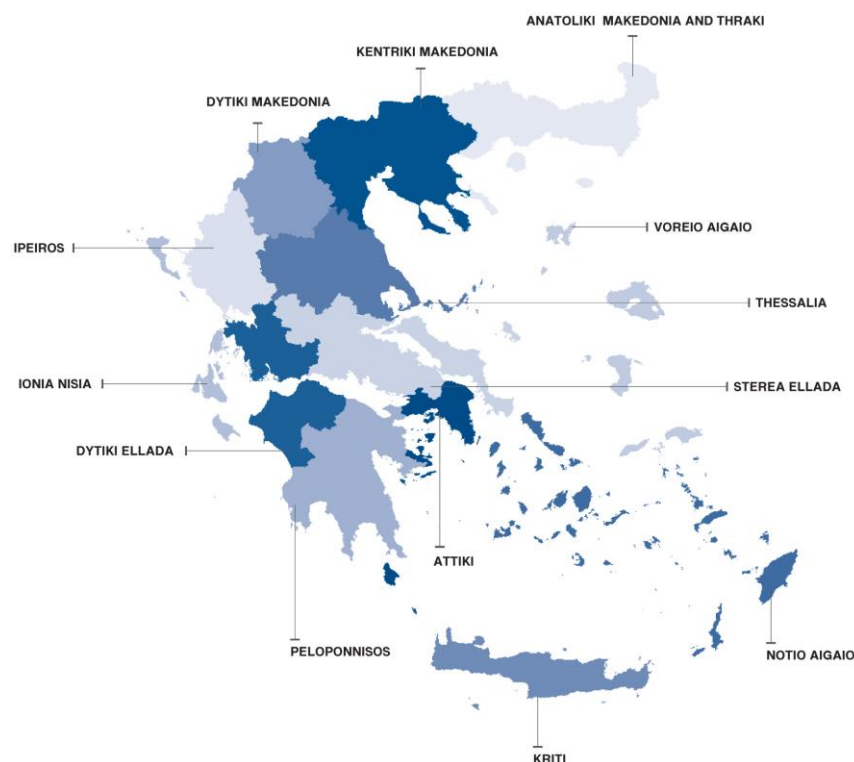 ANATOLIKI MAKEDONIA AND THRAKI
KENTRIKI MAKEDONIA
DYTIKI MAKEDONIA
VOREIO AIGAIO
IPEIROS
THESSALIA
IONIA NISIA
STEREA ELLADA
DYTIKI ELLADA
ATTIKI
PELOPONNISOS
NOTIO AIGAIO
KRITI